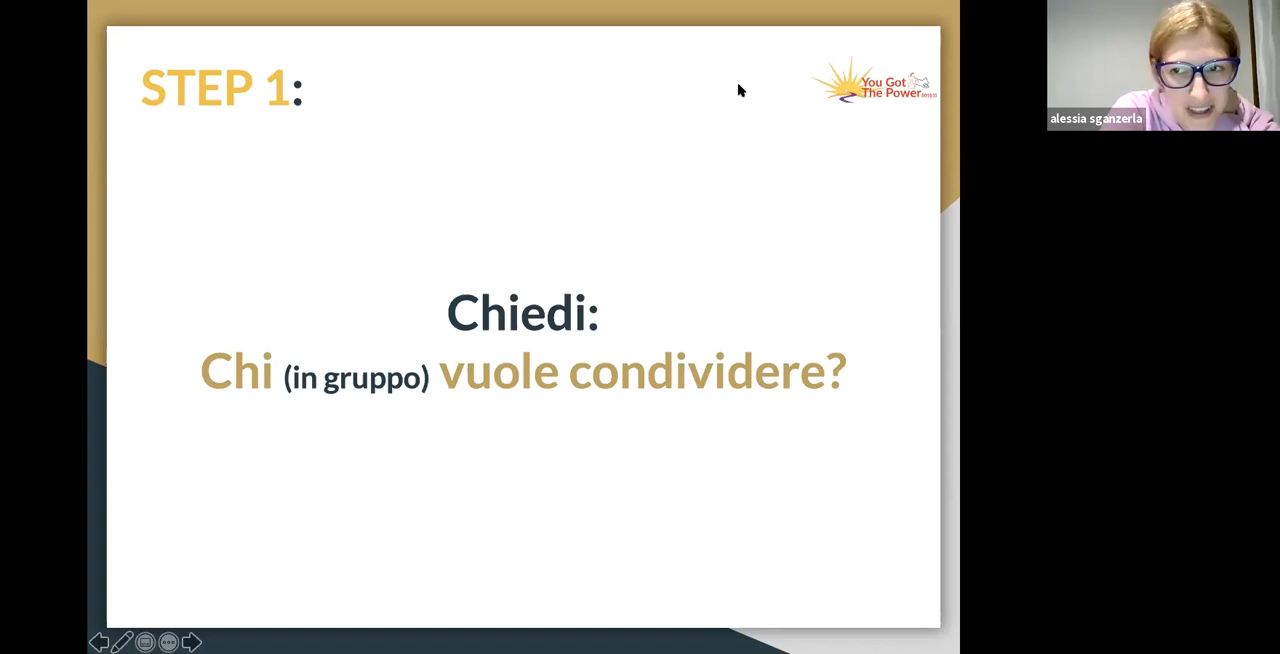 STEP 1:
You Got
The Power
alessia sganzerla
Chiedi:
Chi (in gruppo) vuole condividere?